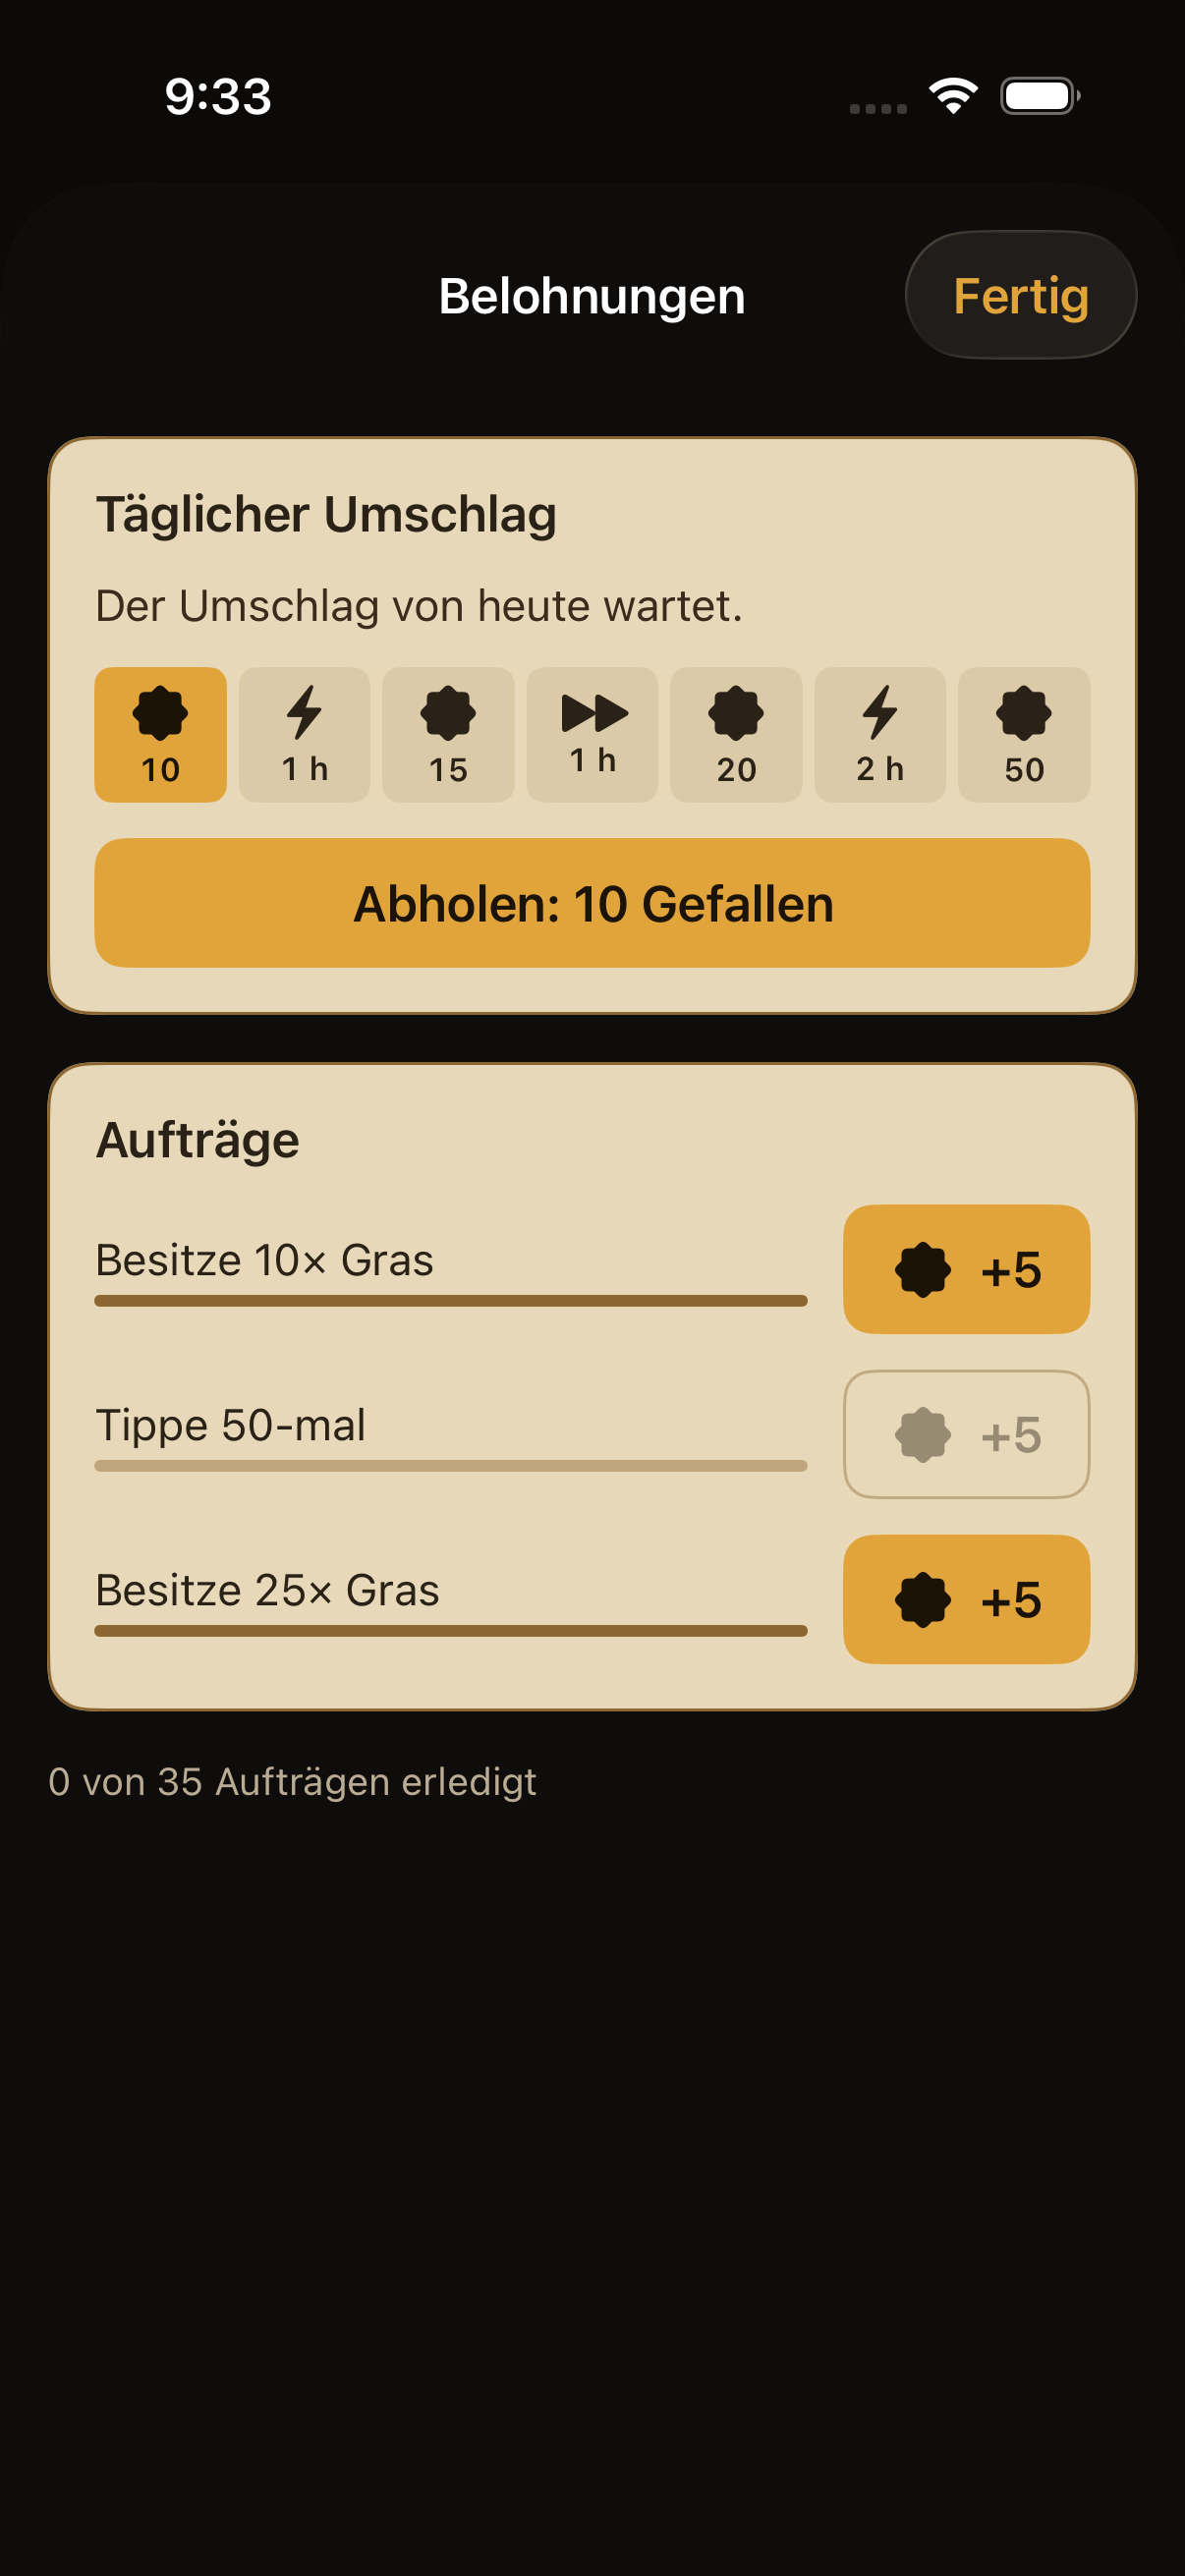 9:33
Belohnungen
Fertig
Täglicher Umschlag
Der Umschlag von heute wartet.
10
1 h
15
1 h
20
2 h
50
Abholen: 10 Gefallen
Aufträge
Besitze 10× Gras
+5
Tippe 50-mal
+5
Besitze 25× Gras
+5
0 von 35 Aufträgen erledigt